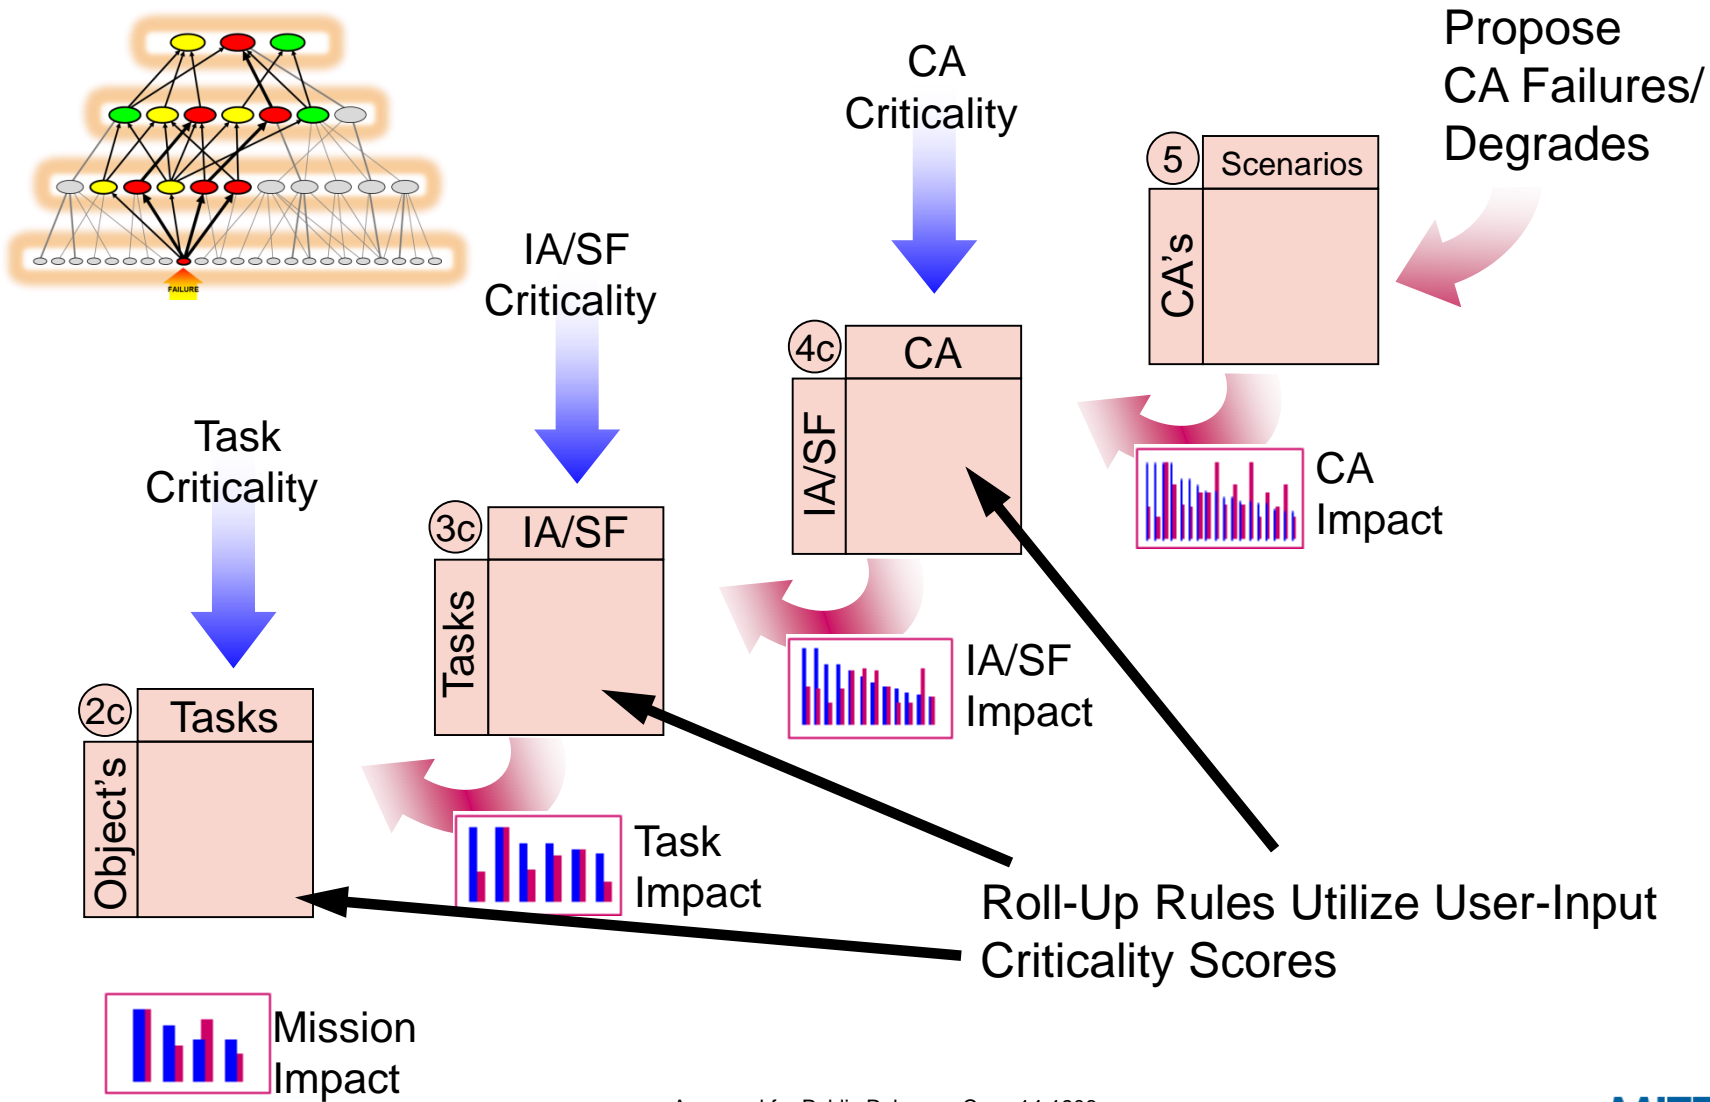 Propose
CA Failures/
Degrades
CA
Criticality
5
Scenarios
CA's
FAILURE
IA/SF
Criticality
4c
CA
IA/SF
Task
Criticality
CA
Impact
3c
IA/SF
Tasks
IA/SF
Impact
2c
Tasks
Object's
Task
Impact
Roll-Up Rules Utilize User-Input
Criticality Scores
Mission
Impact